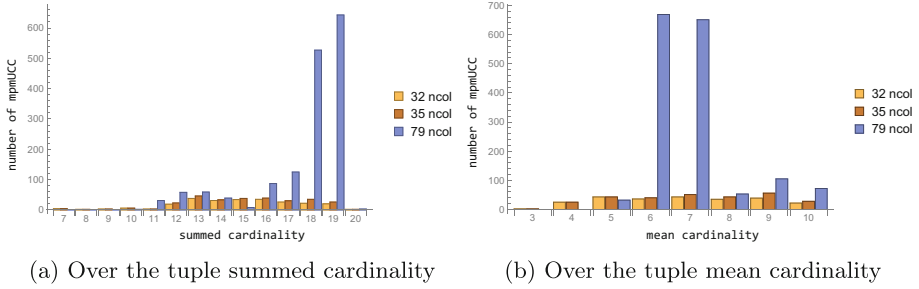 number of mpmUCC
600
500
400
300
200
100
0
7 8 9 10 11 12 13 14 15 16 17 18 19 20
summed cardinality
32 ncol
35 ncol
79 ncol
(a) Over the tuple summed cardinality
number of mpmUCC
700
600
500
400
300
200
100
0
3 4 5 6 7 8 9 10
mean cardinality
32 ncol
35 ncol
79 ncol
(b) Over the tuple mean cardinality